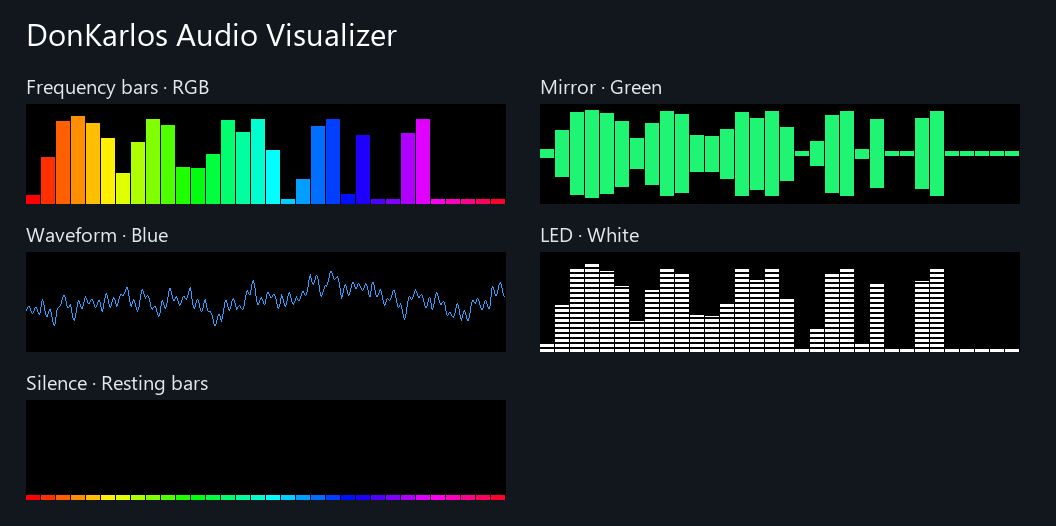 DonKarlos Audio Visualizer
Frequency bars · RGB
Mirror · Green
Waveform · Blue
LED · White
Silence · Resting bars